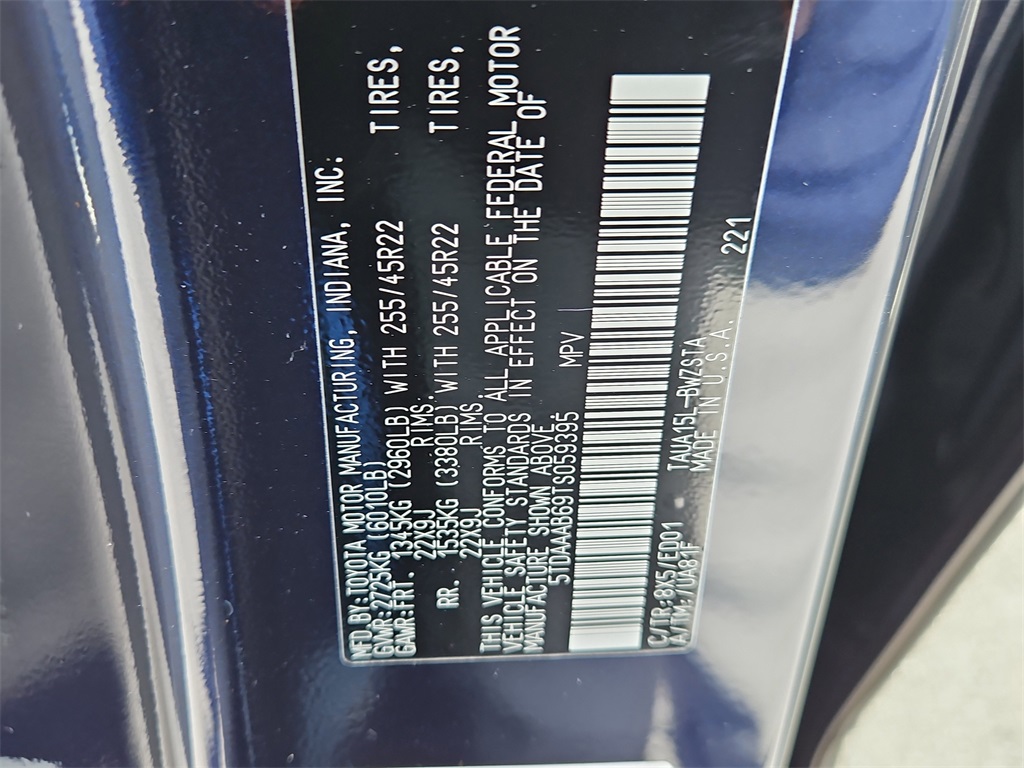 MFD.BY:TOYOTA MOTOR MANUFACTURING, INDIANA, INC.
GVWR:2725KG(6010LB)
GAWR:FRT. 1345KG (2960LB) WITH 255/45R22 TIRES,
22X9J RIMS.
RR. 1535KG (3380LB) WITH 255/45R22 TIRES,
22X9J RIMS.
THIS VEHICLE CONFORMS TO ALL APPLICABLE FEDERAL MOTOR
VEHICLE SAFETY STANDARDS IN EFFECT ON THE DATE OF
MANUFACTURE SHOWN ABOVE
5TDAAAB69TS059395 MPV
C/TR:8X5/ED01 TAUA15L-BWZSTA 221
A/TM:-/UA81F MADE IN U.S.A.